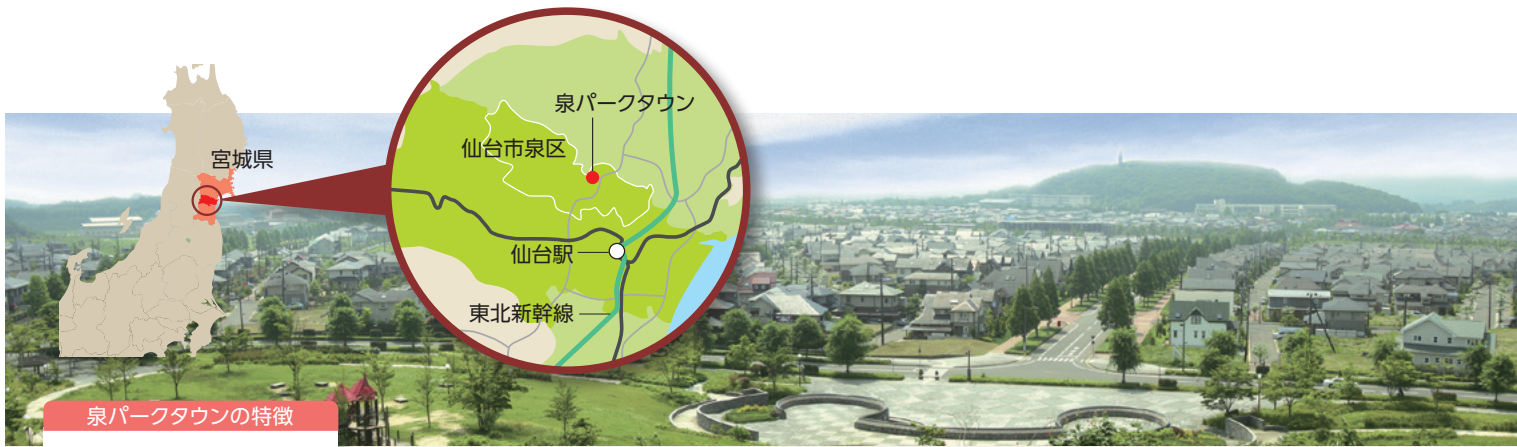 宮城県
泉パークタウン
仙台市泉区
仙台駅
東北新幹線
泉パークタウンの特徴